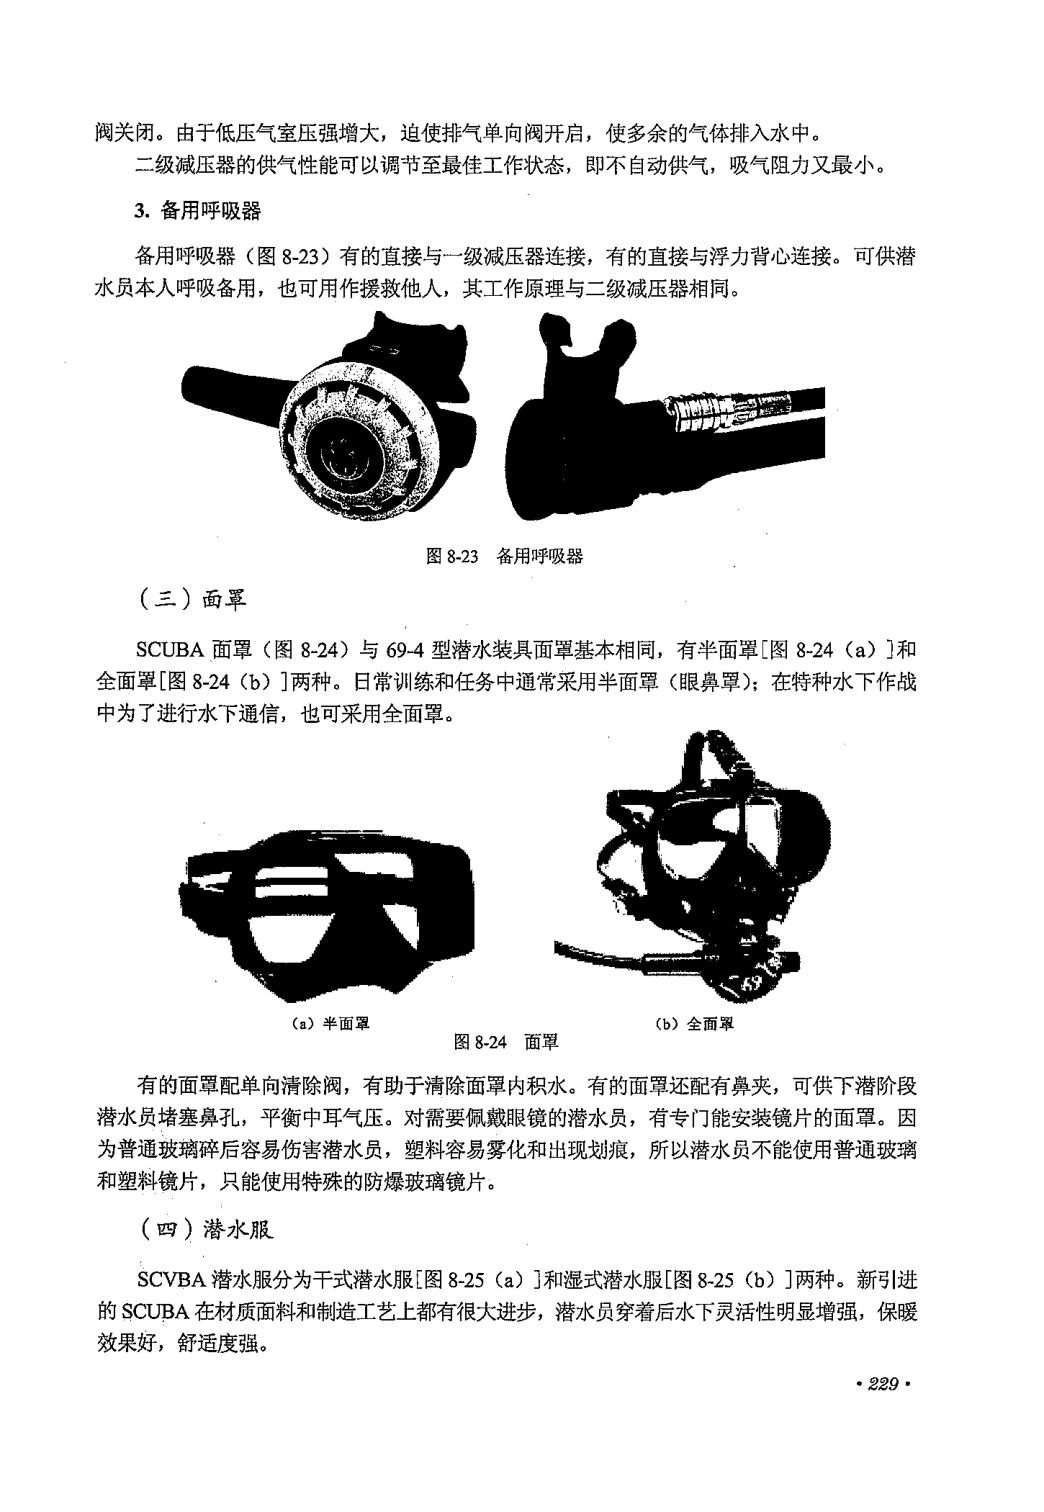 阀关闭。由于低压气室压强增大，迫使排气单向阀开启，使多余的气体排入水中。
二级减压器的供气性能可以调节至最佳工作状态，即不自动供气，吸气阻力又最小。
3. 备用呼吸器
备用呼吸器（图 8-23）有的直接与一级减压器连接，有的直接与浮力背心连接。可供潜
水员本人呼吸备用，也可用作援救他人，其工作原理与二级减压器相同。
图 8-23 备用呼吸器
（三）面罩
SCUBA 面罩（图 8-24）与 69-4 型潜水装具面罩基本相同，有半面罩[图 8-24（a）]和
全面罩[图 8-24（b）]两种。日常训练和任务中通常采用半面罩（眼鼻罩）；在特种水下作战
中为了进行水下通信，也可采用全面罩。
（a）半面罩
（b）全面罩
图 8-24 面罩
有的面罩配单向清除阀，有助于清除面罩内积水。有的面罩还配有鼻夹，可供下潜阶段
潜水员堵塞鼻孔，平衡中耳气压。对需要佩戴眼镜的潜水员，有专门能安装镜片的面罩。因
为普通玻璃碎后容易伤害潜水员，塑料容易雾化和出现划痕，所以潜水员不能使用普通玻璃
和塑料镜片，只能使用特殊的防爆玻璃镜片。
（四）潜水服
SCVBA 潜水服分为干式潜水服[图 8-25（a）]和湿式潜水服[图 8-25（b）]两种。新引进
的 SCUBA 在材质面料和制造工艺上都有很大进步，潜水员穿着后水下灵活性明显增强，保暖
效果好，舒适度强。
·229·